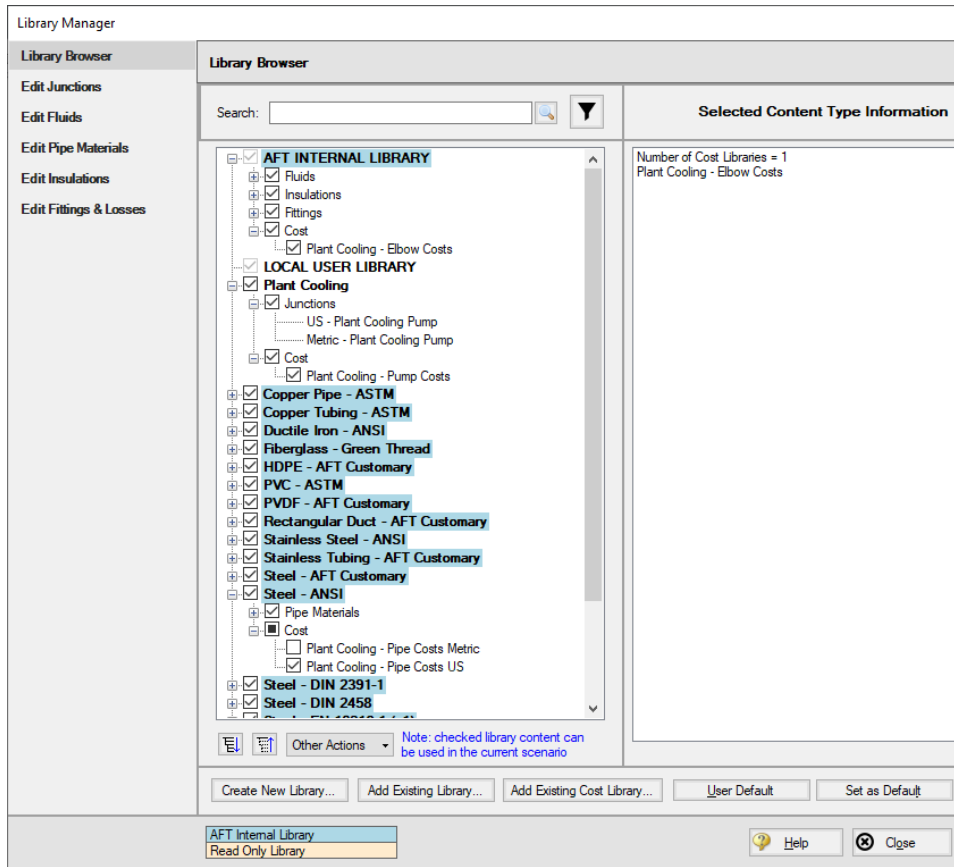 Library Manager
Library Browser
Edit Junctions
Edit Fluids
Edit Pipe Materials
Edit Insulations
Edit Fittings & Losses
Library Browser
Search:
Selected Content Type Information
AFT INTERNAL LIBRARY
Fluids
Insulations
Fittings
Cost
Plant Cooling - Elbow Costs
LOCAL USER LIBRARY
Plant Cooling
Junctions
US - Plant Cooling Pump
Metric - Plant Cooling Pump
Cost
Plant Cooling - Pump Costs
Copper Pipe - ASTM
Copper Tubing - ASTM
Ductile Iron - ANSI
Fiberglass - Green Thread
HDPE - AFT Customary
PVC - ASTM
PVDF - AFT Customary
Rectangular Duct - AFT Customary
Stainless Steel - ANSI
Stainless Tubing - AFT Customary
Steel - AFT Customary
Steel - ANSI
Pipe Materials
Cost
Plant Cooling - Pipe Costs Metric
Plant Cooling - Pipe Costs US
Steel - DIN 2391-1
Steel - DIN 2458
Number of Cost Libraries = 1
Plant Cooling - Elbow Costs
Other Actions
Note: checked library content can
be used in the current scenario
Create New Library...
Add Existing Library...
Add Existing Cost Library...
User Default
Set as Default
AFT Internal Library
Read Only Library
Help
Close